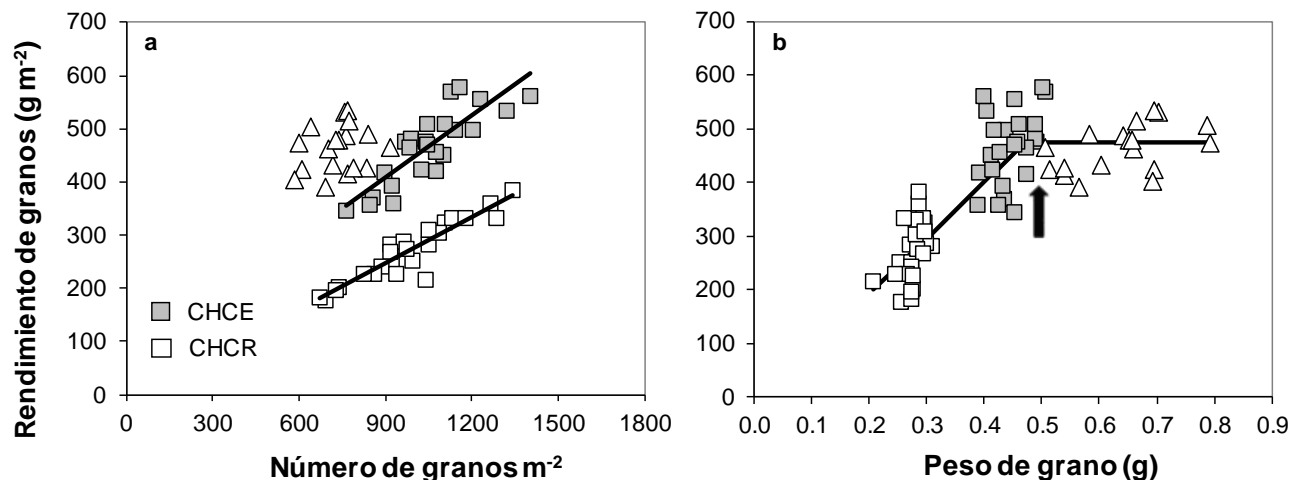 Rendimiento de granos (g m-2)
a
700
600
500
400
300
200
100
0
CHCE
CHCR
0 300 600 900 1200 1500 1800
Número de granos m-2
b
700
600
500
400
300
200
100
0
0.0 0.1 0.2 0.3 0.4 0.5 0.6 0.7 0.8 0.9
Peso de grano (g)